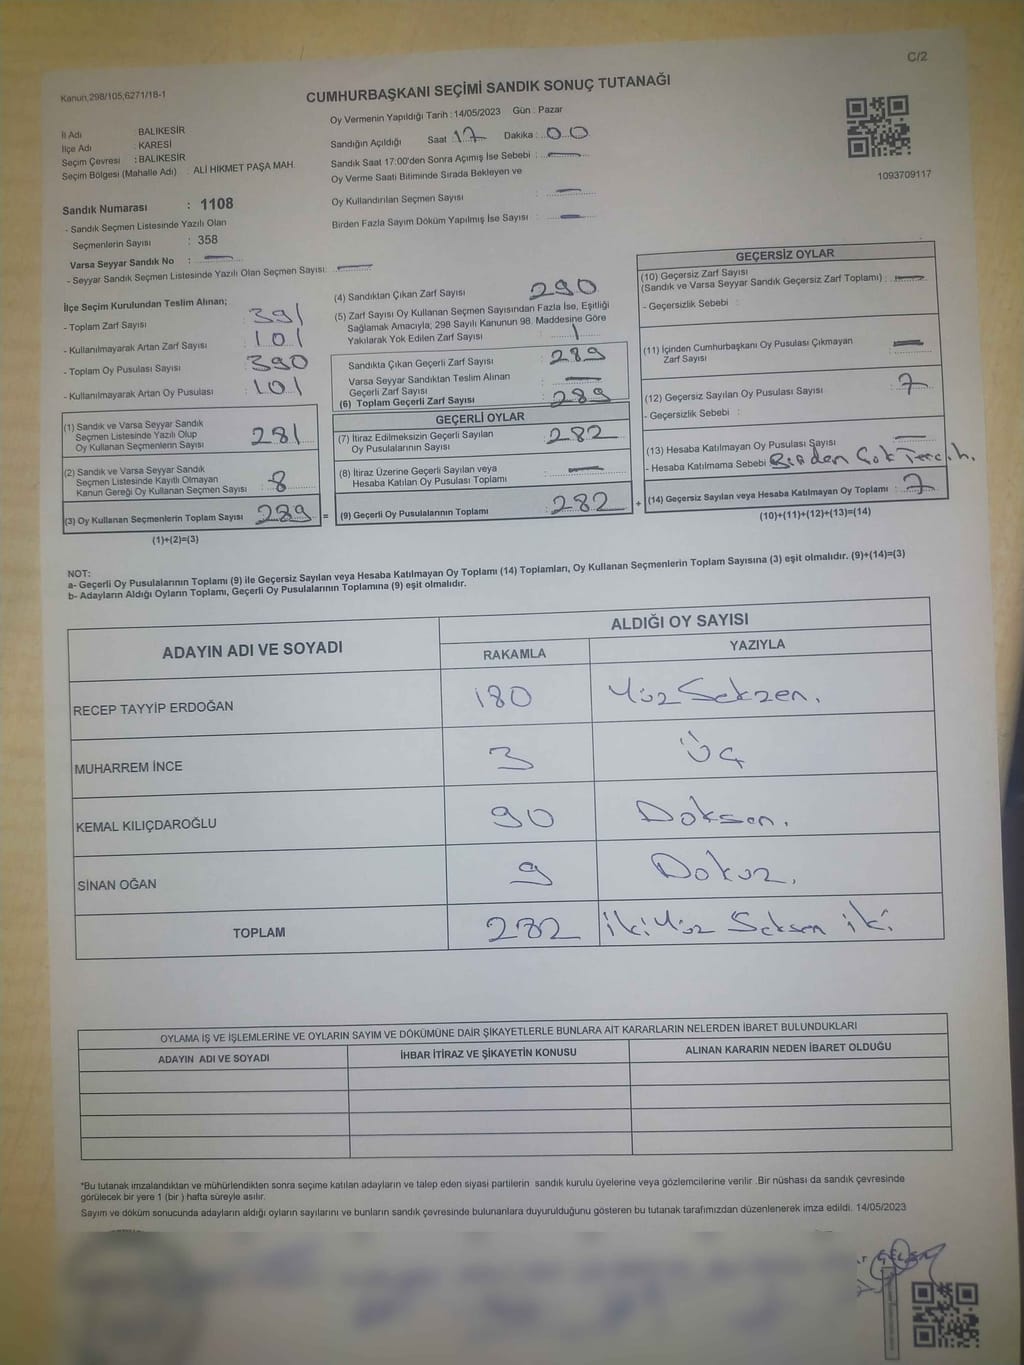 C/2
Kanun,298/105;6271/18-1
CUMHURBAŞKANI SEÇİMİ SANDIK SONUÇ TUTANAĞI
Oy Vermenin Yapıldığı Tarih : 14/05/2023 Gün : Pazar
İl Adı : BALIKESİR
İlçe Adı : KARESİ
Seçim Çevresi : BALIKESİR
Seçim Bölgesi (Mahalle Adı) : ALİ HİKMET PAŞA MAH.
Sandığın Açıldığı Saat : 17 Dakika : 00
Sandık Saat 17:00'den Sonra Açımış İse Sebebi : —
Oy Verme Saati Bitiminde Sırada Bekleyen ve
Oy Kullandırılan Seçmen Sayısı : —
Birden Fazla Sayım Döküm Yapılmış İse Sayısı : —
1093709117
Sandık Numarası : 1108
- Sandık Seçmen Listesinde Yazılı Olan
Seçmenlerin Sayısı : 358
Varsa Seyyar Sandık No : —
- Seyyar Sandık Seçmen Listesinde Yazılı Olan Seçmen Sayısı: —
İlçe Seçim Kurulundan Teslim Alınan;
- Toplam Zarf Sayısı : 391
- Kullanılmayarak Artan Zarf Sayısı : 101
- Toplam Oy Pusulası Sayısı : 390
- Kullanılmayarak Artan Oy Pusulası : 101
(1) Sandık ve Varsa Seyyar Sandık
Seçmen Listesinde Yazılı Olup
Oy Kullanan Seçmenlerin Sayısı : 281
(2) Sandık ve Varsa Seyyar Sandık
Seçmen Listesinde Kayıtlı Olmayan
Kanun Gereği Oy Kullanan Seçmen Sayısı : 8
(3) Oy Kullanan Seçmenlerin Toplam Sayısı : 289 =
(1)+(2)=(3)
(4) Sandıktan Çıkan Zarf Sayısı : 290
(5) Zarf Sayısı Oy Kullanan Seçmen Sayısından Fazla İse, Eşitliği
Sağlamak Amacıyla; 298 Sayılı Kanunun 98. Maddesine Göre
Yakılarak Yok Edilen Zarf Sayısı : 1
Sandıkta Çıkan Geçerli Zarf Sayısı : 289
Varsa Seyyar Sandıktan Teslim Alınan
Geçerli Zarf Sayısı : —
(6) Toplam Geçerli Zarf Sayısı : 289
GEÇERLİ OYLAR
(7) İtiraz Edilmeksizin Geçerli Sayılan
Oy Pusulalarının Sayısı : 282
(8) İtiraz Üzerine Geçerli Sayılan veya
Hesaba Katılan Oy Pusulası Toplamı : —
(9) Geçerli Oy Pusulalarının Toplamı : 282 +
GEÇERSİZ OYLAR
(10) Geçersiz Zarf Sayısı
(Sandık ve Varsa Seyyar Sandık Geçersiz Zarf Toplamı) : —
- Geçersizlik Sebebi :
(11) İçinden Cumhurbaşkanı Oy Pusulası Çıkmayan
Zarf Sayısı : —
(12) Geçersiz Sayılan Oy Pusulası Sayısı : 7
- Geçersizlik Sebebi :
(13) Hesaba Katılmayan Oy Pusulası Sayısı : —
- Hesaba Katılmama Sebebi Birden Çok Tercih.
(14) Geçersiz Sayılan veya Hesaba Katılmayan Oy Toplamı : 7
(10)+(11)+(12)+(13)=(14)
NOT:
a- Geçerli Oy Pusulalarının Toplamı (9) ile Geçersiz Sayılan veya Hesaba Katılmayan Oy Toplamı (14) Toplamları, Oy Kullanan Seçmenlerin Toplam Sayısına (3) eşit olmalıdır. (9)+(14)=(3)
b- Adayların Aldığı Oyların Toplamı, Geçerli Oy Pusulalarının Toplamına (9) eşit olmalıdır.
ADAYIN ADI VE SOYADI ALDIĞI OY SAYISI
RAKAMLA YAZIYLA
RECEP TAYYİP ERDOĞAN 180 Yüz Seksen.
MUHARREM İNCE 3 Üç
KEMAL KILIÇDAROĞLU 90 Doksan.
SİNAN OĞAN 9 Dokuz.
TOPLAM 282 İki Yüz Seksen iki
OYLAMA İŞ VE İŞLEMLERİNE VE OYLARIN SAYIM VE DÖKÜMÜNE DAİR ŞİKAYETLERLE BUNLARA AİT KARARLARIN NELERDEN İBARET BULUNDUKLARI
ADAYIN ADI VE SOYADI İHBAR İTİRAZ VE ŞİKAYETİN KONUSU ALINAN KARARIN NEDEN İBARET OLDUĞU
*Bu tutanak imzalandıktan ve mühürlendikten sonra seçime katılan adayların ve talep eden siyasi partilerin sandık kurulu üyelerine veya gözlemcilerine verilir .Bir nüshası da sandık çevresinde
görülecek bir yere 1 (bir ) hafta süreyle asılır.
Sayım ve döküm sonucunda adayların aldığı oyların sayılarını ve bunların sandık çevresinde bulunanlara duyurulduğunu gösteren bu tutanak tarafımızdan düzenlenerek imza edildi. 14/05/2023